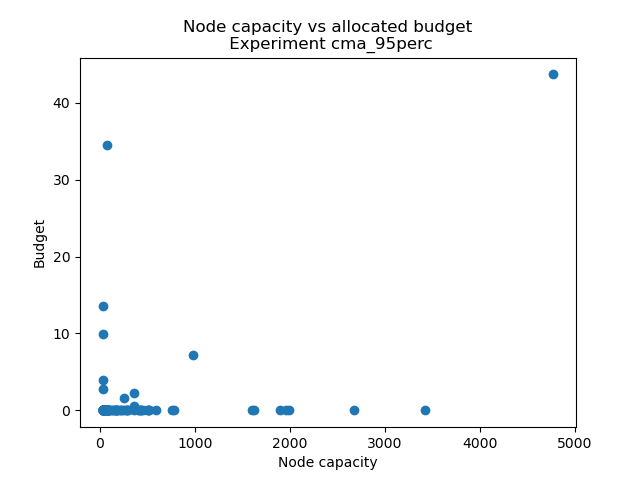 Node capacity vs allocated budget
Experiment cma_95perc
Budget
40
30
20
10
0
0 1000 2000 3000 4000 5000
Node capacity